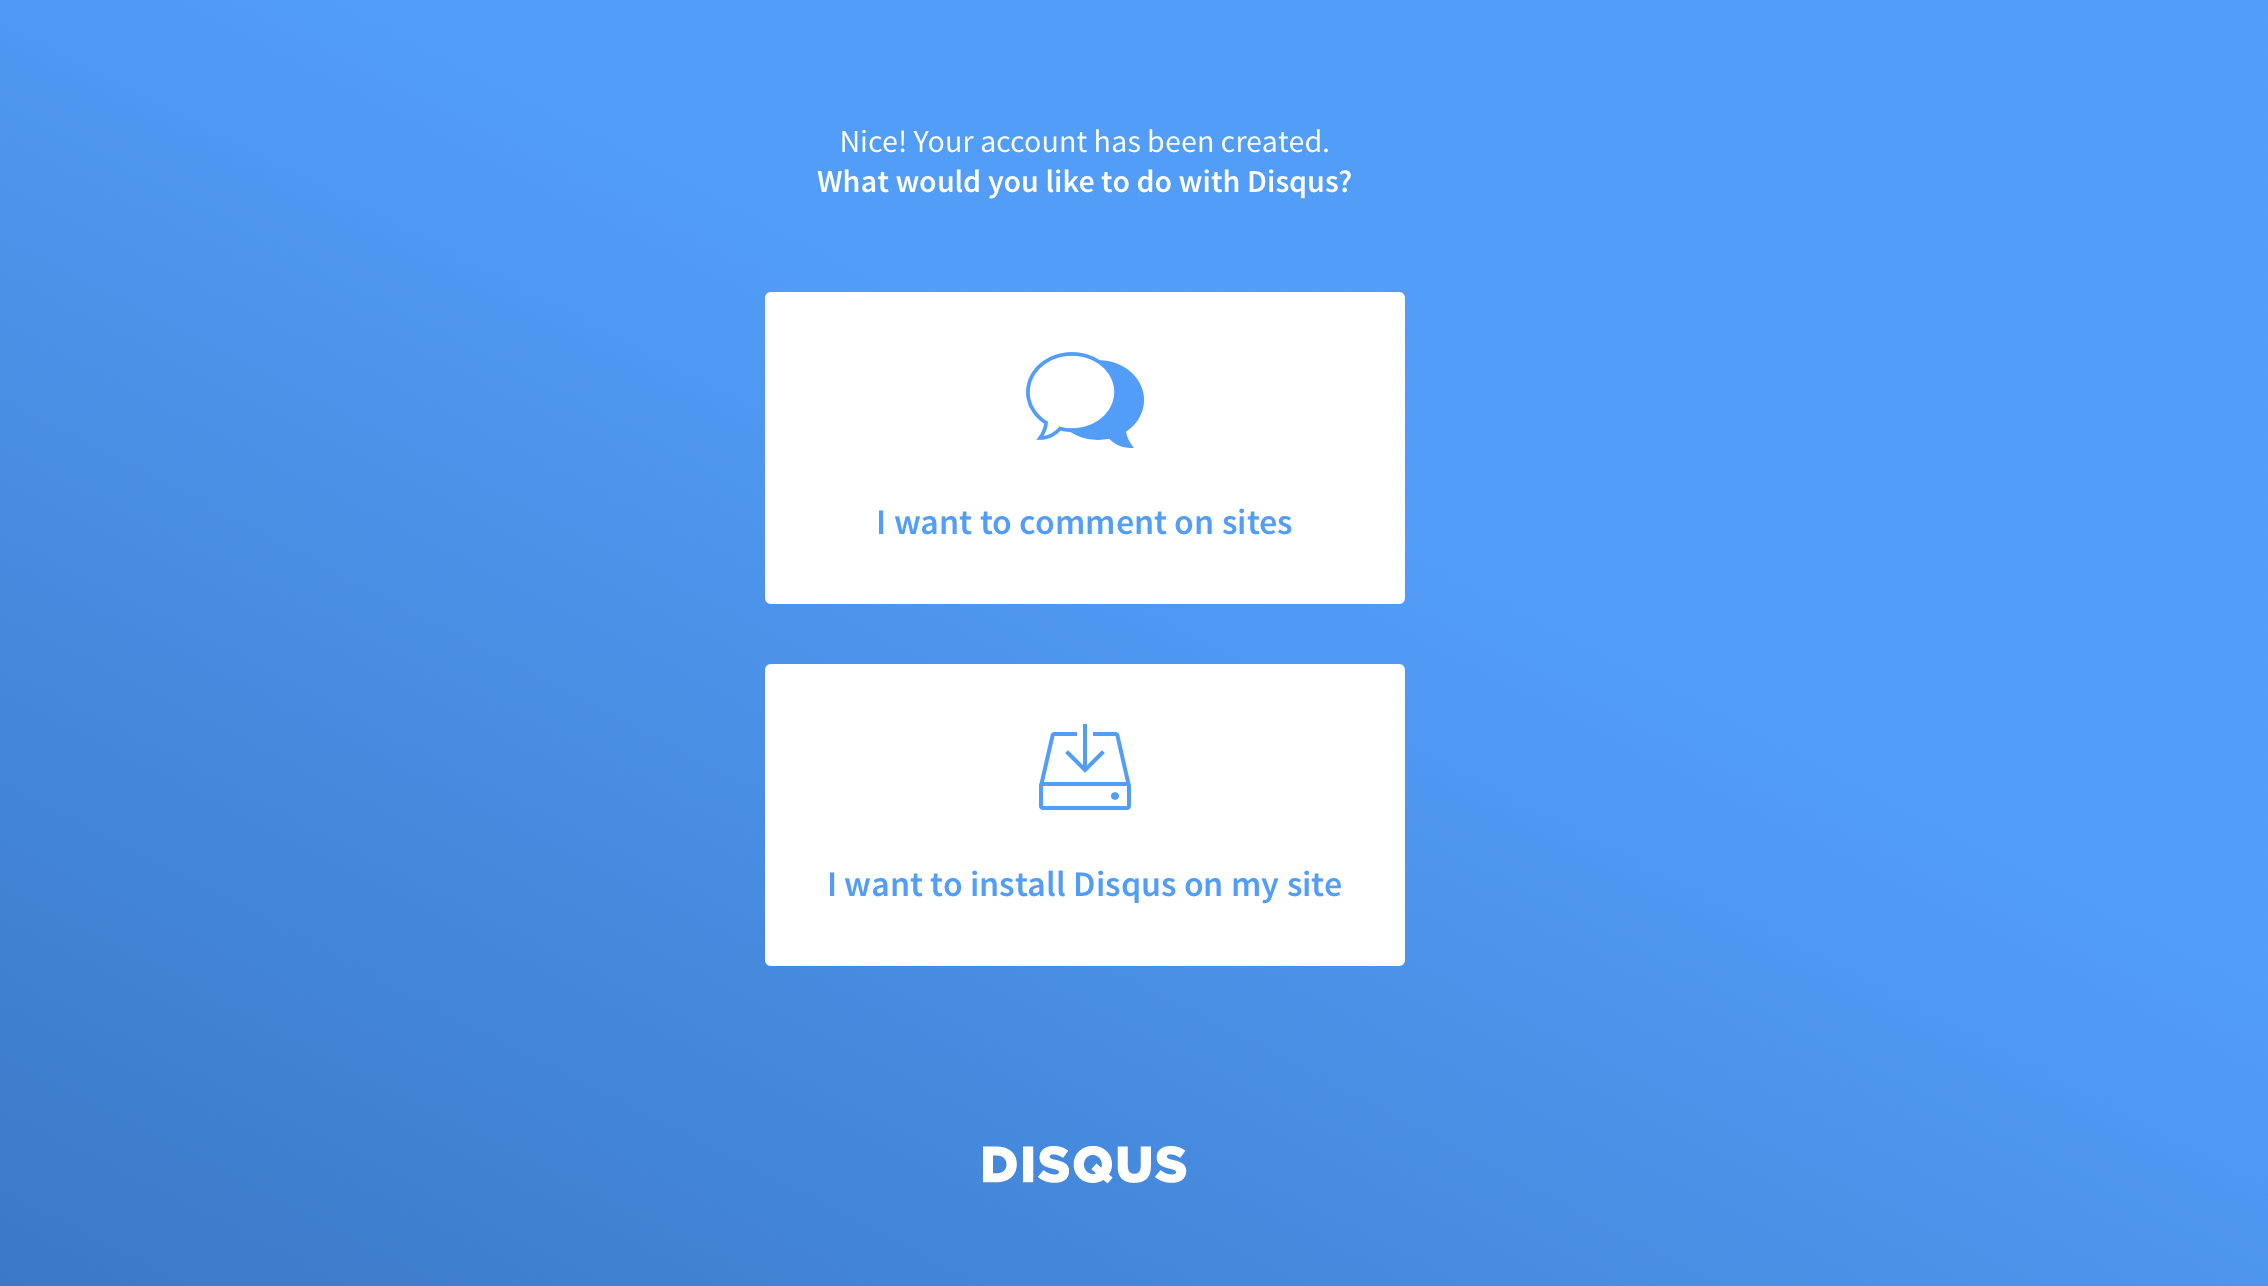 Nice! Your account has been created.
What would you like to do with Disqus?
I want to comment on sites
I want to install Disqus on my site
DISQUS